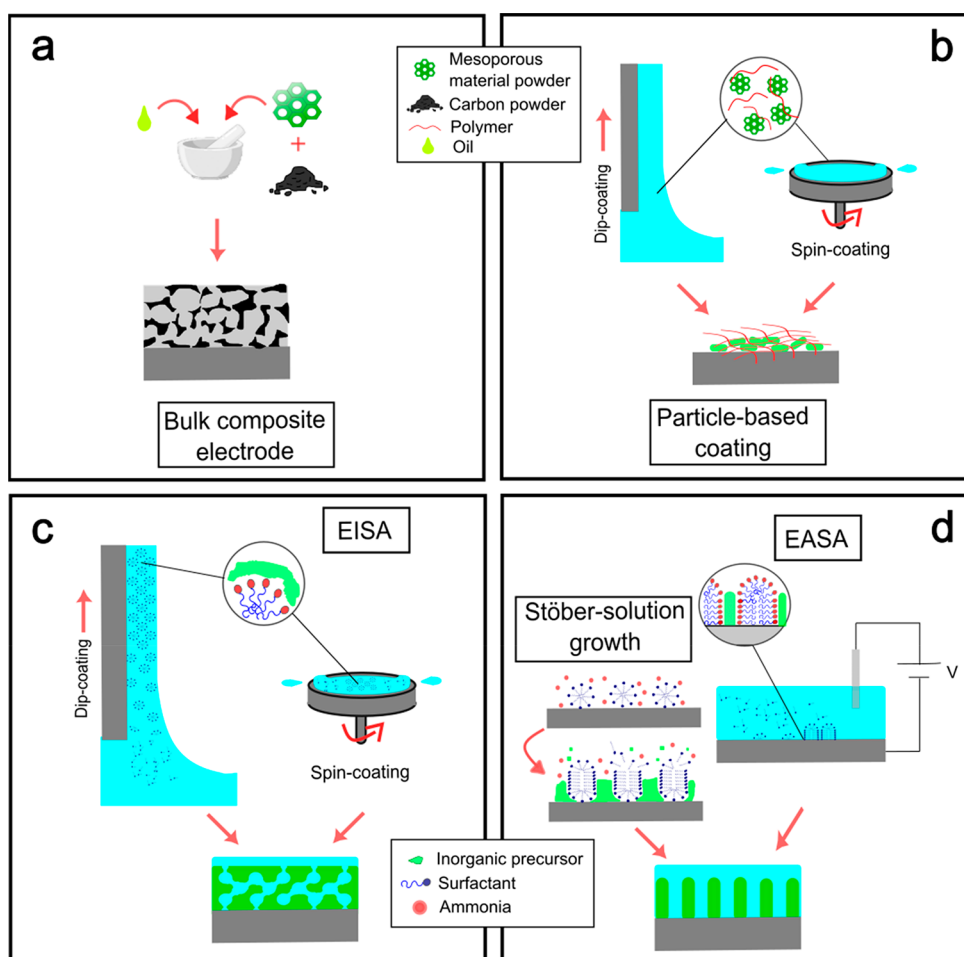 a
Mesoporous
material powder
Carbon powder
Polymer
Oil
+
Bulk composite
electrode
b
Dip-coating
Spin-coating
Particle-based
coating
c
EISA
Dip-coating
Spin-coating
Inorganic precursor
Surfactant
Ammonia
d
EASA
Stöber-solution
growth
V